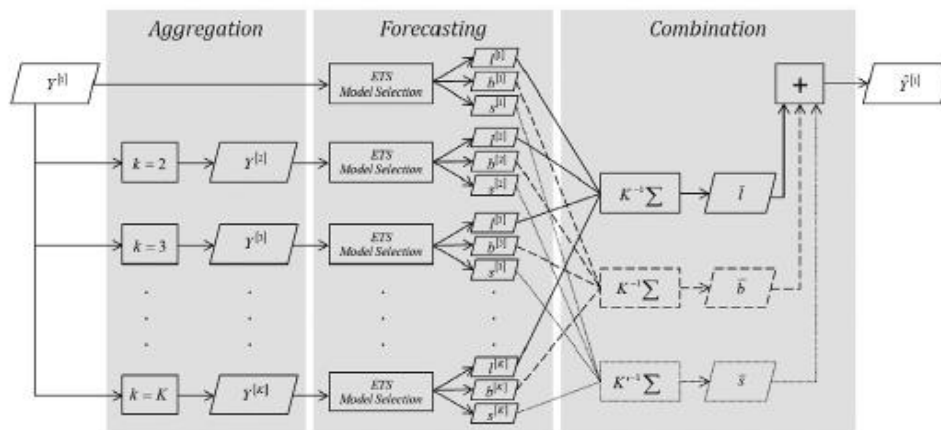 Aggregation
Forecasting
Combination
Y^[1]
ETS
Model Selection
l^[1]
b^[1]
s^[1]
+
Ỹ^[1]
k = 2
Y^[2]
ETS
Model Selection
l^[2]
b^[2]
s^[2]
K⁻¹ ∑
l̄
k = 3
Y^[3]
ETS
Model Selection
l^[3]
b^[3]
s^[3]
K⁻¹ ∑
b̄
k = K
Y^[K]
ETS
Model Selection
l^[K]
b^[K]
s^[K]
K'⁻¹ ∑
s̄